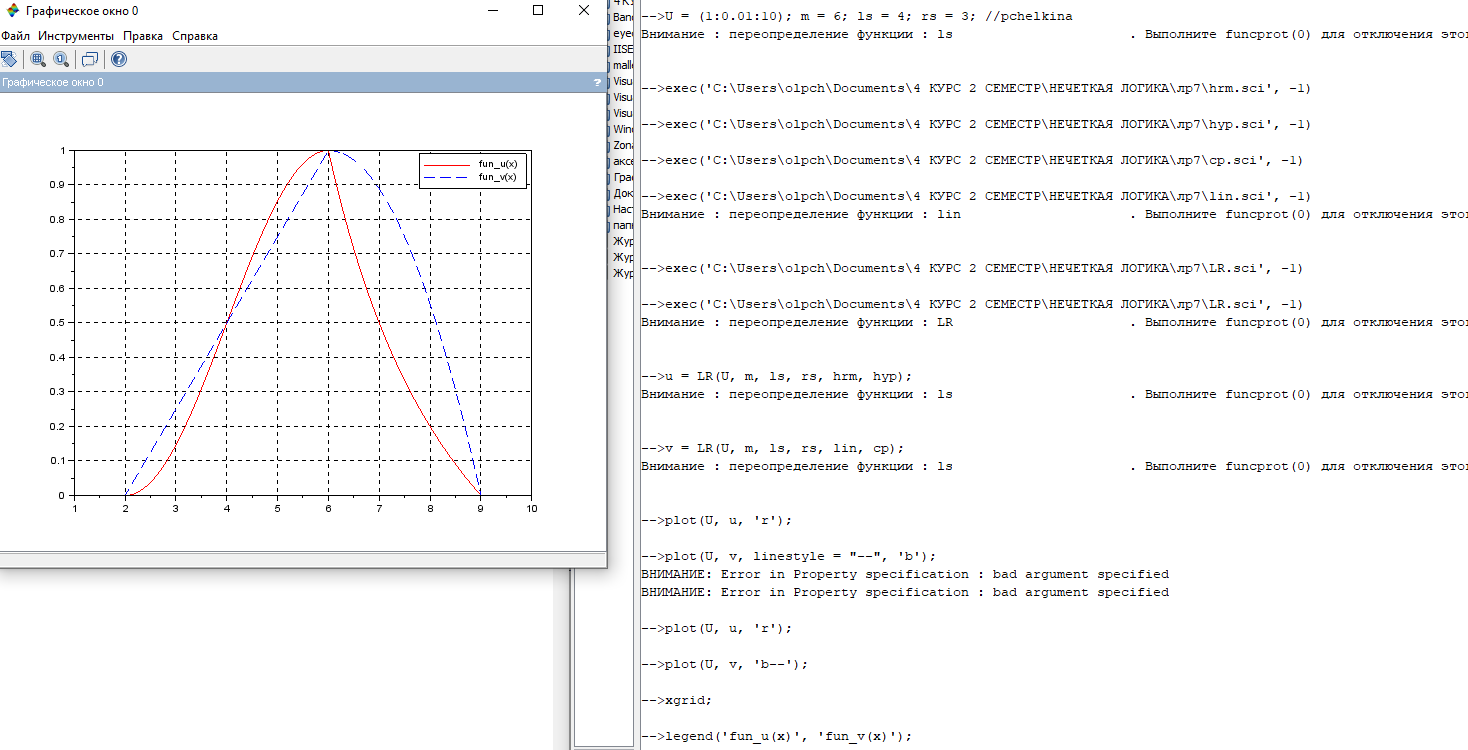 Графическое окно 0
Файл Инструменты Правка Справка
Графическое окно 0
?
fun_u(x)
fun_v(x)
1
0.9
0.8
0.7
0.6
0.5
0.4
0.3
0.2
0.1
0
1 2 3 4 5 6 7 8 9 10
-->U = (1:0.01:10); m = 6; ls = 4; rs = 3; //pchelkina
Внимание : переопределение функции : ls . Выполните funcprot(0) для отключения
-->exec('C:\Users\olpch\Documents\4 КУРС 2 СЕМЕСТР\НЕЧЕТКАЯ ЛОГИКА\лр7\hrm.sci', -1)
-->exec('C:\Users\olpch\Documents\4 КУРС 2 СЕМЕСТР\НЕЧЕТКАЯ ЛОГИКА\лр7\hyp.sci', -1)
-->exec('C:\Users\olpch\Documents\4 КУРС 2 СЕМЕСТР\НЕЧЕТКАЯ ЛОГИКА\лр7\cp.sci', -1)
-->exec('C:\Users\olpch\Documents\4 КУРС 2 СЕМЕСТР\НЕЧЕТКАЯ ЛОГИКА\лр7\lin.sci', -1)
Внимание : переопределение функции : lin . Выполните funcprot(0) для отключения
-->exec('C:\Users\olpch\Documents\4 КУРС 2 СЕМЕСТР\НЕЧЕТКАЯ ЛОГИКА\лр7\LR.sci', -1)
-->exec('C:\Users\olpch\Documents\4 КУРС 2 СЕМЕСТР\НЕЧЕТКАЯ ЛОГИКА\лр7\LR.sci', -1)
Внимание : переопределение функции : LR . Выполните funcprot(0) для отключения
-->u = LR(U, m, ls, rs, hrm, hyp);
Внимание : переопределение функции : ls . Выполните funcprot(0) для отключения
-->v = LR(U, m, ls, rs, lin, cp);
Внимание : переопределение функции : ls . Выполните funcprot(0) для отключения
-->plot(U, u, 'r');
-->plot(U, v, linestyle = "--", 'b');
ВНИМАНИЕ: Error in Property specification : bad argument specified
ВНИМАНИЕ: Error in Property specification : bad argument specified
-->plot(U, u, 'r');
-->plot(U, v, 'b--');
-->xgrid;
-->legend('fun_u(x)', 'fun_v(x)');